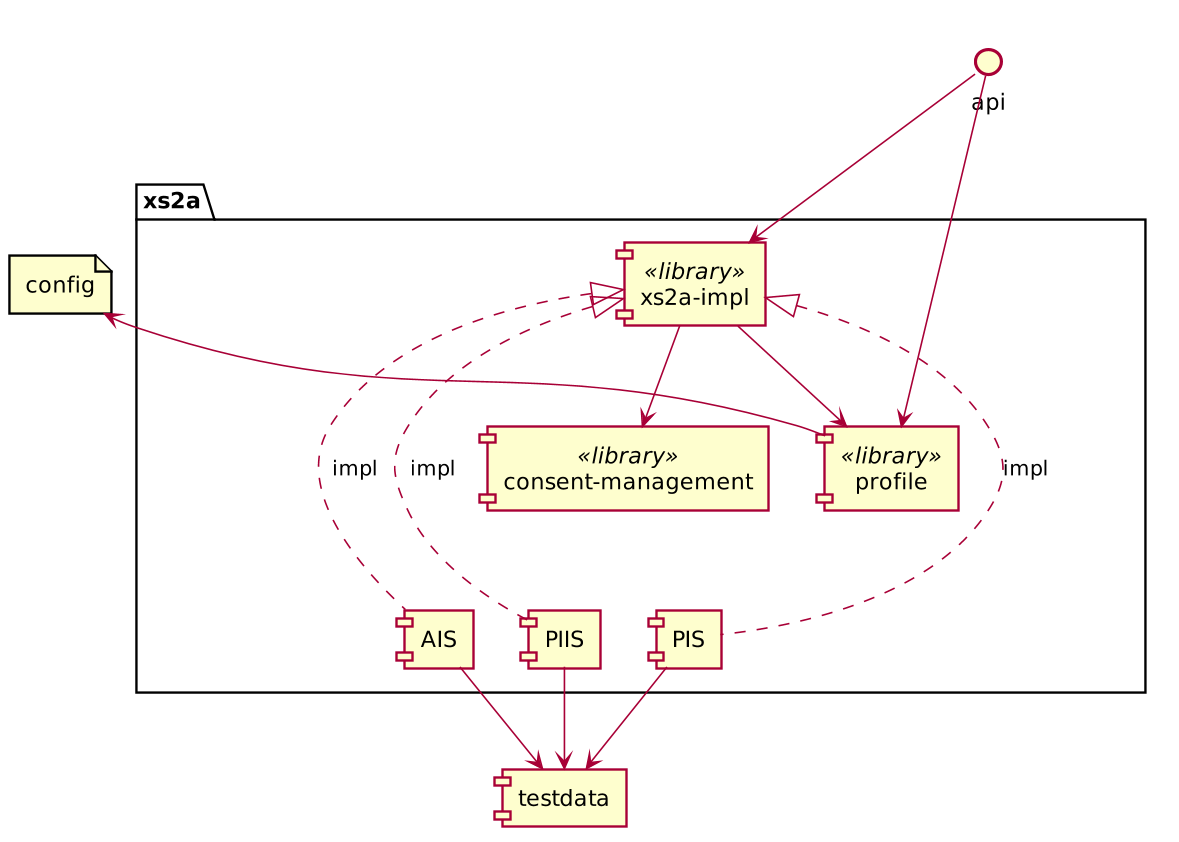 api
xs2a
config
«library»
xs2a-impl
impl
impl
«library»
consent-management
«library»
profile
impl
AIS
PIIS
PIS
testdata